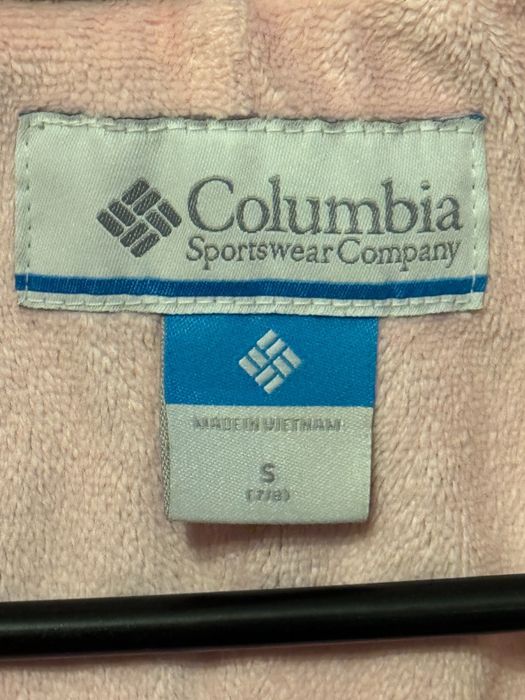 Columbia
Sportswear Company
MADE IN VIETNAM
S
(7/8)